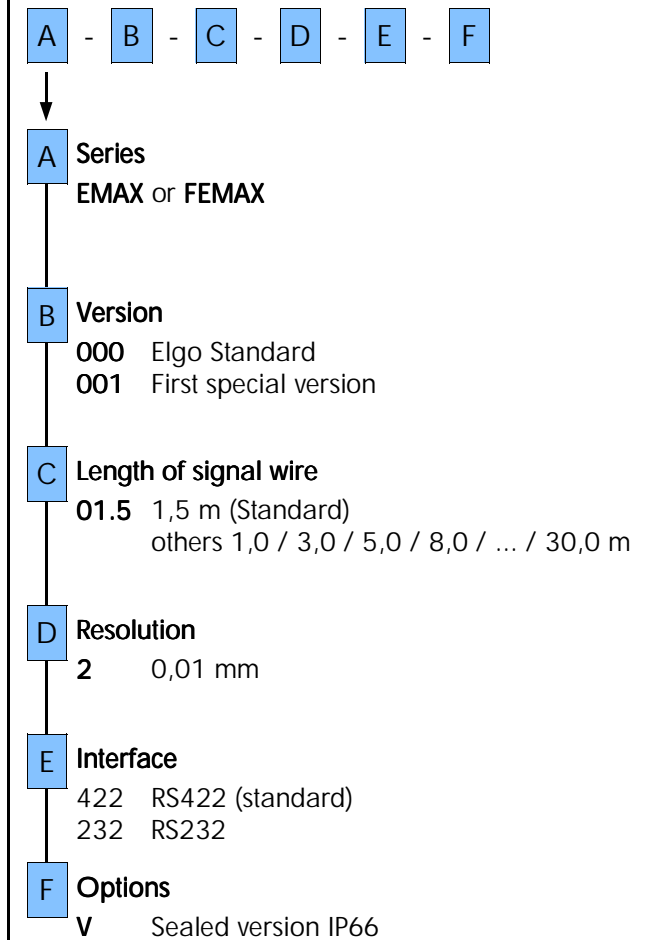 A - B - C - D - E - F
A Series
EMAX or FEMAX
B Version
000 Elgo Standard
001 First special version
C Length of signal wire
01.5 1,5 m (Standard)
others 1,0 / 3,0 / 5,0 / 8,0 / ... / 30,0 m
D Resolution
2 0,01 mm
E Interface
422 RS422 (standard)
232 RS232
F Options
V Sealed version IP66